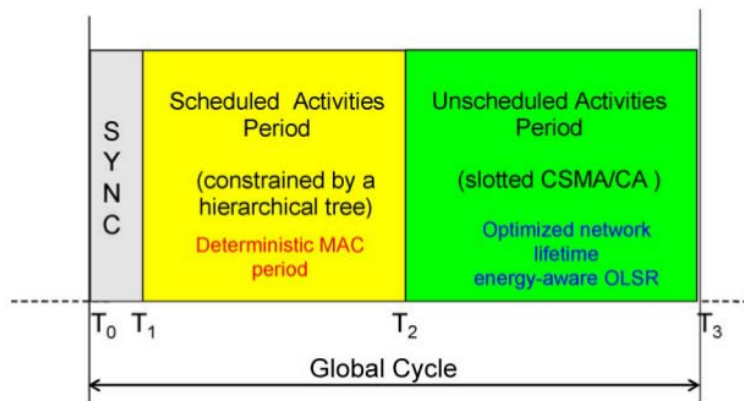 S
Y
N
C
Scheduled Activities
Period
(constrained by a
hierarchical tree)
Deterministic MAC
period
Unscheduled Activities
Period
(slotted CSMA/CA )
Optimized network
lifetime
energy-aware OLSR
T0 T1 T2 T3
Global Cycle